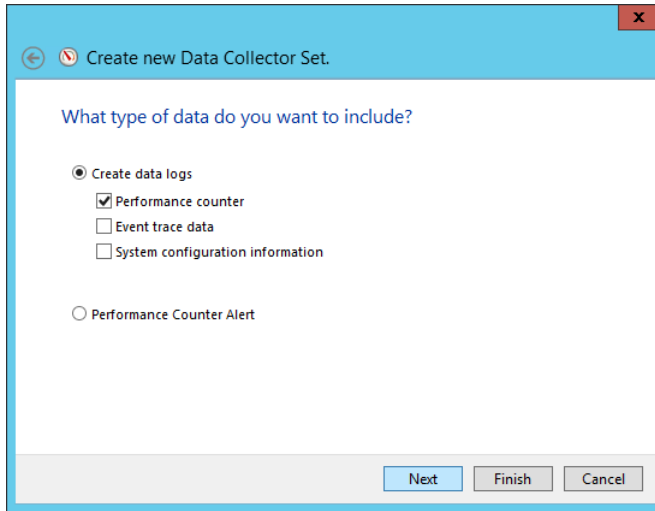 x
Create new Data Collector Set.
What type of data do you want to include?
Create data logs
Performance counter
Event trace data
System configuration information
Performance Counter Alert
Next Finish Cancel